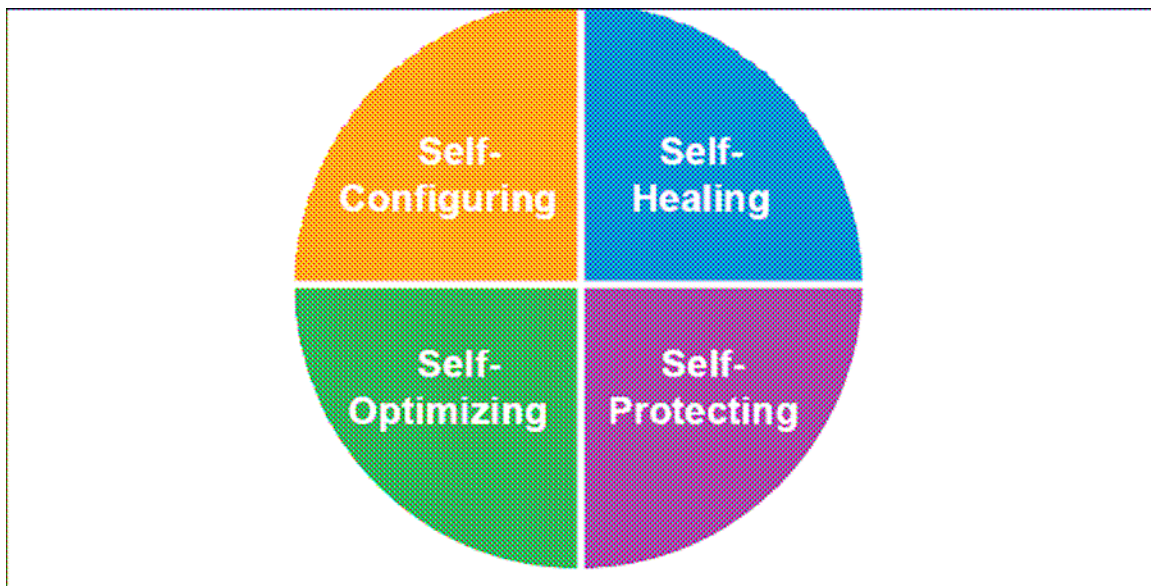 Self-
Configuring
Self-
Healing
Self-
Optimizing
Self-
Protecting